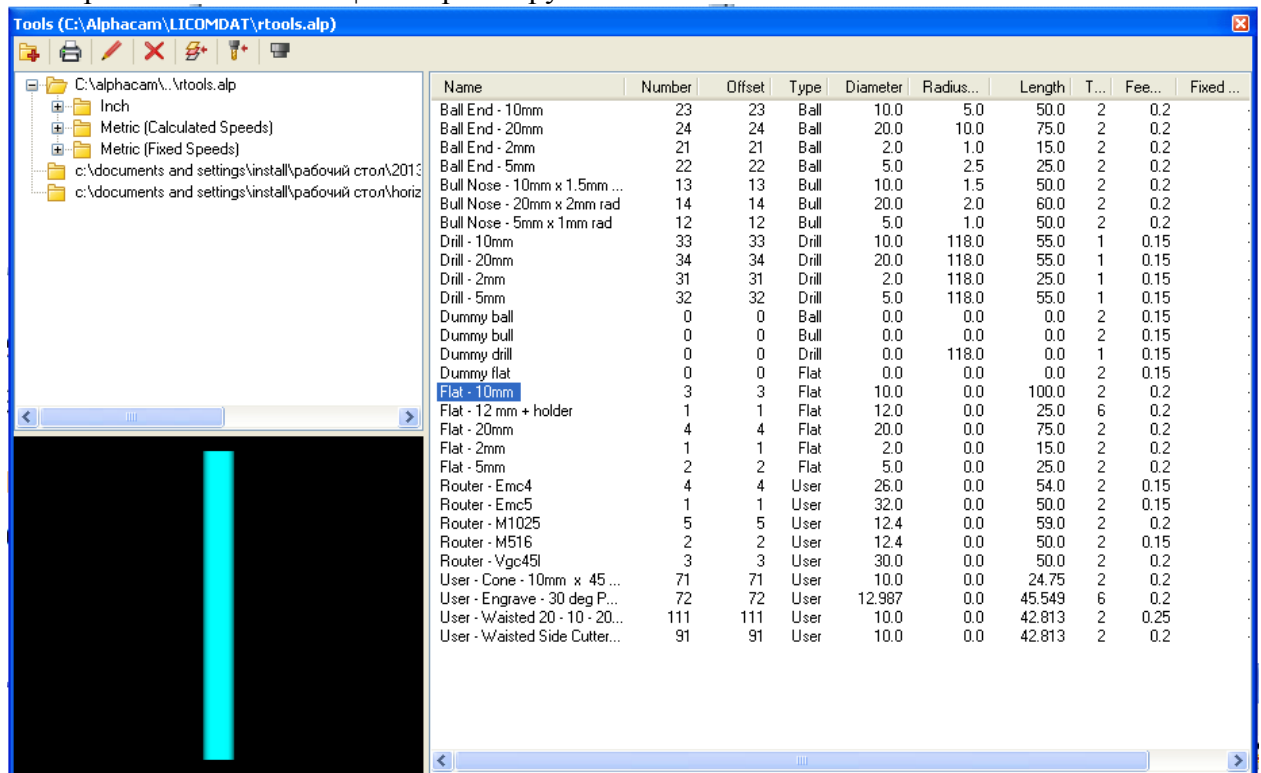 Tools (C:\Alphacam\LICOMDAT\rtools.alp)
C:\alphacam\..\rtools.alp
Inch
Metric (Calculated Speeds)
Metric (Fixed Speeds)
c:\documents and settings\install\рабочий стол\2013
c:\documents and settings\install\рабочий стол\horiz
Name Number Offset Type Diameter Radius... Length T... Fee... Fixed ...
Ball End - 10mm 23 23 Ball 10.0 5.0 50.0 2 0.2
Ball End - 20mm 24 24 Ball 20.0 10.0 75.0 2 0.2
Ball End - 2mm 21 21 Ball 2.0 1.0 15.0 2 0.2
Ball End - 5mm 22 22 Ball 5.0 2.5 25.0 2 0.2
Bull Nose - 10mm x 1.5mm ... 13 13 Bull 10.0 1.5 50.0 2 0.2
Bull Nose - 20mm x 2mm rad 14 14 Bull 20.0 2.0 60.0 2 0.2
Bull Nose - 5mm x 1mm rad 12 12 Bull 5.0 1.0 50.0 2 0.2
Drill - 10mm 33 33 Drill 10.0 118.0 55.0 1 0.15
Drill - 20mm 34 34 Drill 20.0 118.0 55.0 1 0.15
Drill - 2mm 31 31 Drill 2.0 118.0 25.0 1 0.15
Drill - 5mm 32 32 Drill 5.0 118.0 55.0 1 0.15
Dummy ball 0 0 Ball 0.0 0.0 0.0 2 0.15
Dummy bull 0 0 Bull 0.0 0.0 0.0 2 0.15
Dummy drill 0 0 Drill 0.0 118.0 0.0 1 0.15
Dummy flat 0 0 Flat 0.0 0.0 0.0 2 0.15
Flat - 10mm 3 3 Flat 10.0 0.0 100.0 2 0.2
Flat - 12 mm + holder 1 1 Flat 12.0 0.0 25.0 6 0.2
Flat - 20mm 4 4 Flat 20.0 0.0 75.0 2 0.2
Flat - 2mm 1 1 Flat 2.0 0.0 15.0 2 0.2
Flat - 5mm 2 2 Flat 5.0 0.0 25.0 2 0.2
Router - Emc4 4 4 User 26.0 0.0 54.0 2 0.15
Router - Emc5 1 1 User 32.0 0.0 50.0 2 0.15
Router - M1025 5 5 User 12.4 0.0 59.0 2 0.2
Router - M516 2 2 User 12.4 0.0 50.0 2 0.15
Router - Vgc45l 3 3 User 30.0 0.0 50.0 2 0.2
User - Cone - 10mm x 45 ... 71 71 User 10.0 0.0 24.75 2 0.2
User - Engrave - 30 deg P... 72 72 User 12.987 0.0 45.549 6 0.2
User - Waisted 20 - 10 - 20... 111 111 User 10.0 0.0 42.813 2 0.25
User - Waisted Side Cutter... 91 91 User 10.0 0.0 42.813 2 0.2